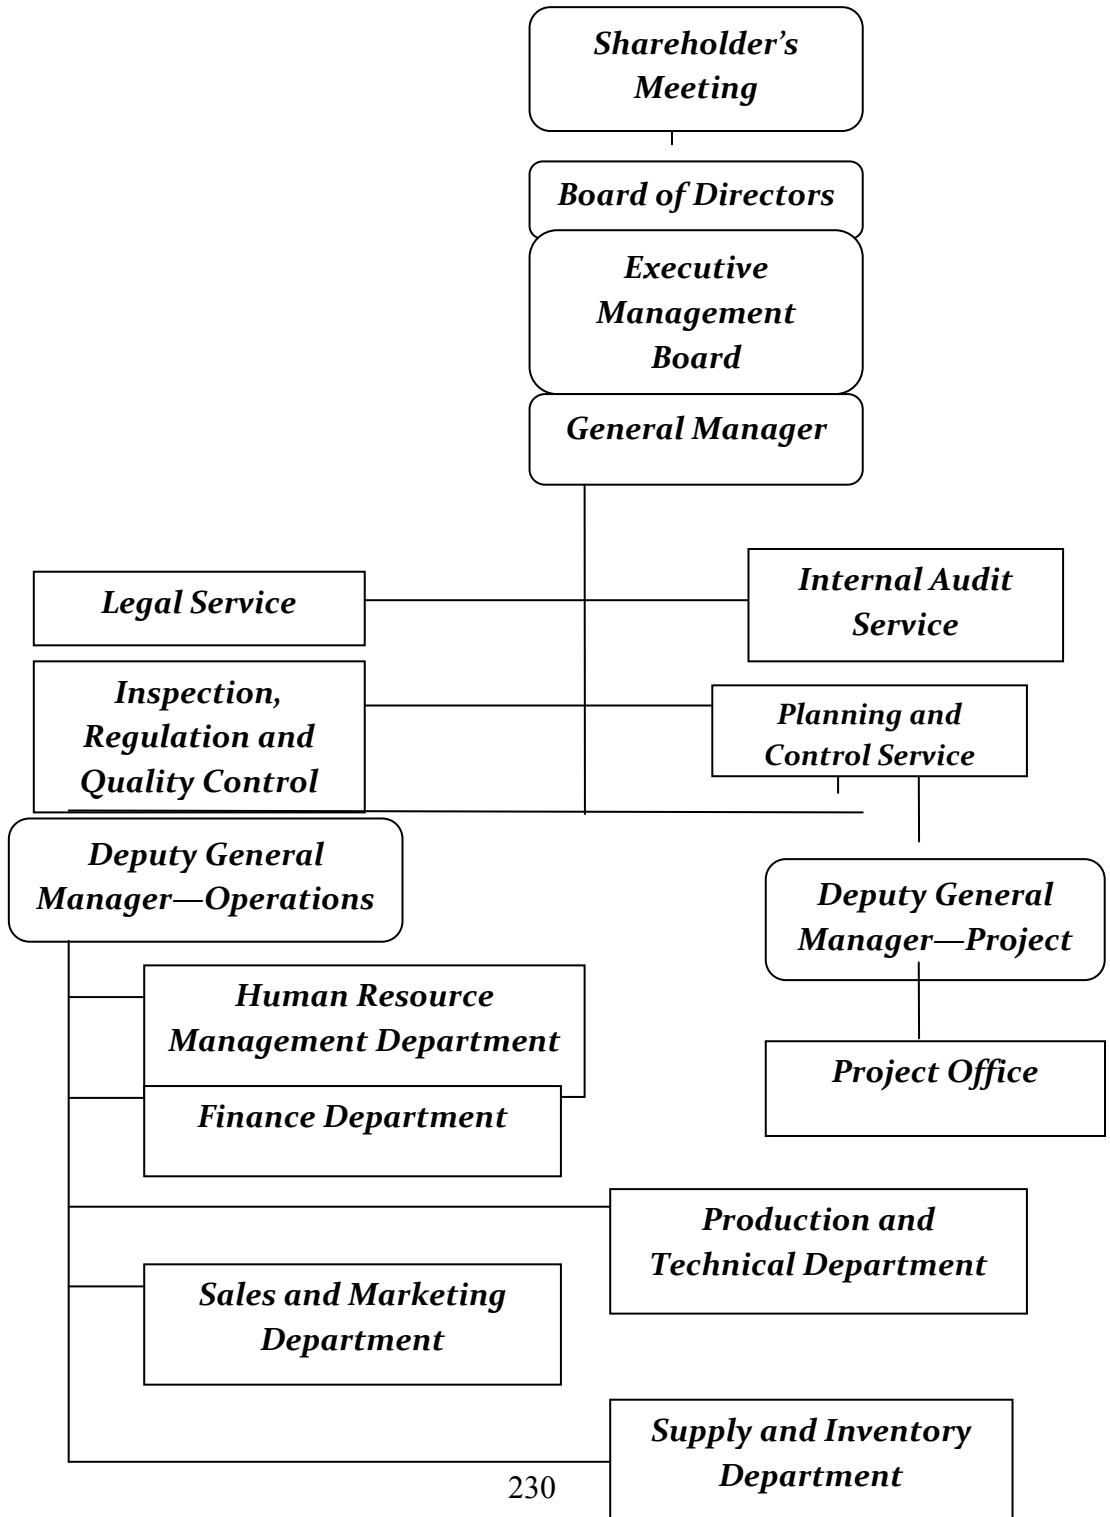 Shareholder’s
Meeting
Board of Directors
Executive
Management
Board
General Manager
Legal Service
Internal Audit
Service
Inspection,
Regulation and
Quality Control
Planning and
Control Service
Deputy General
Manager—Operations
Deputy General
Manager—Project
Human Resource
Management Department
Project Office
Finance Department
Production and
Technical Department
Sales and Marketing
Department
Supply and Inventory
Department
230